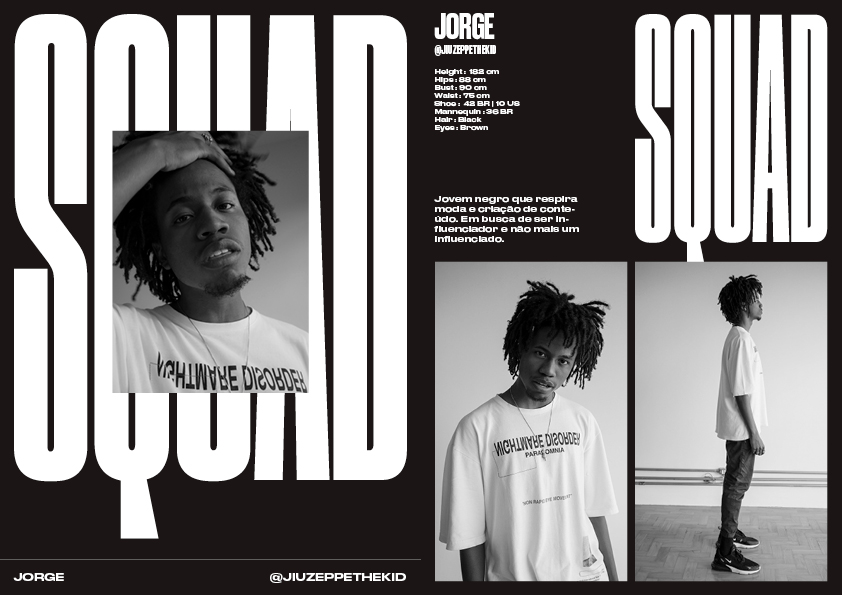 SQUAD
NIGHTMARE DISORDER
JORGE
@JIUZEPPETHEKID
JORGE
@JIUZEPPETHEKID
Height: 182 cm
Hips: 88 cm
Bust: 90 cm
Waist: 75 cm
Shoe: 42 BR | 10 US
Mannequin: 36 BR
Hair: Black
Eyes: Brown
Jovem negro que respira
moda e criação de conte-
údo. Em busca de ser in-
fluenciador e não mais um
influenciado.
SQUAD
NIGHTMARE DISORDER